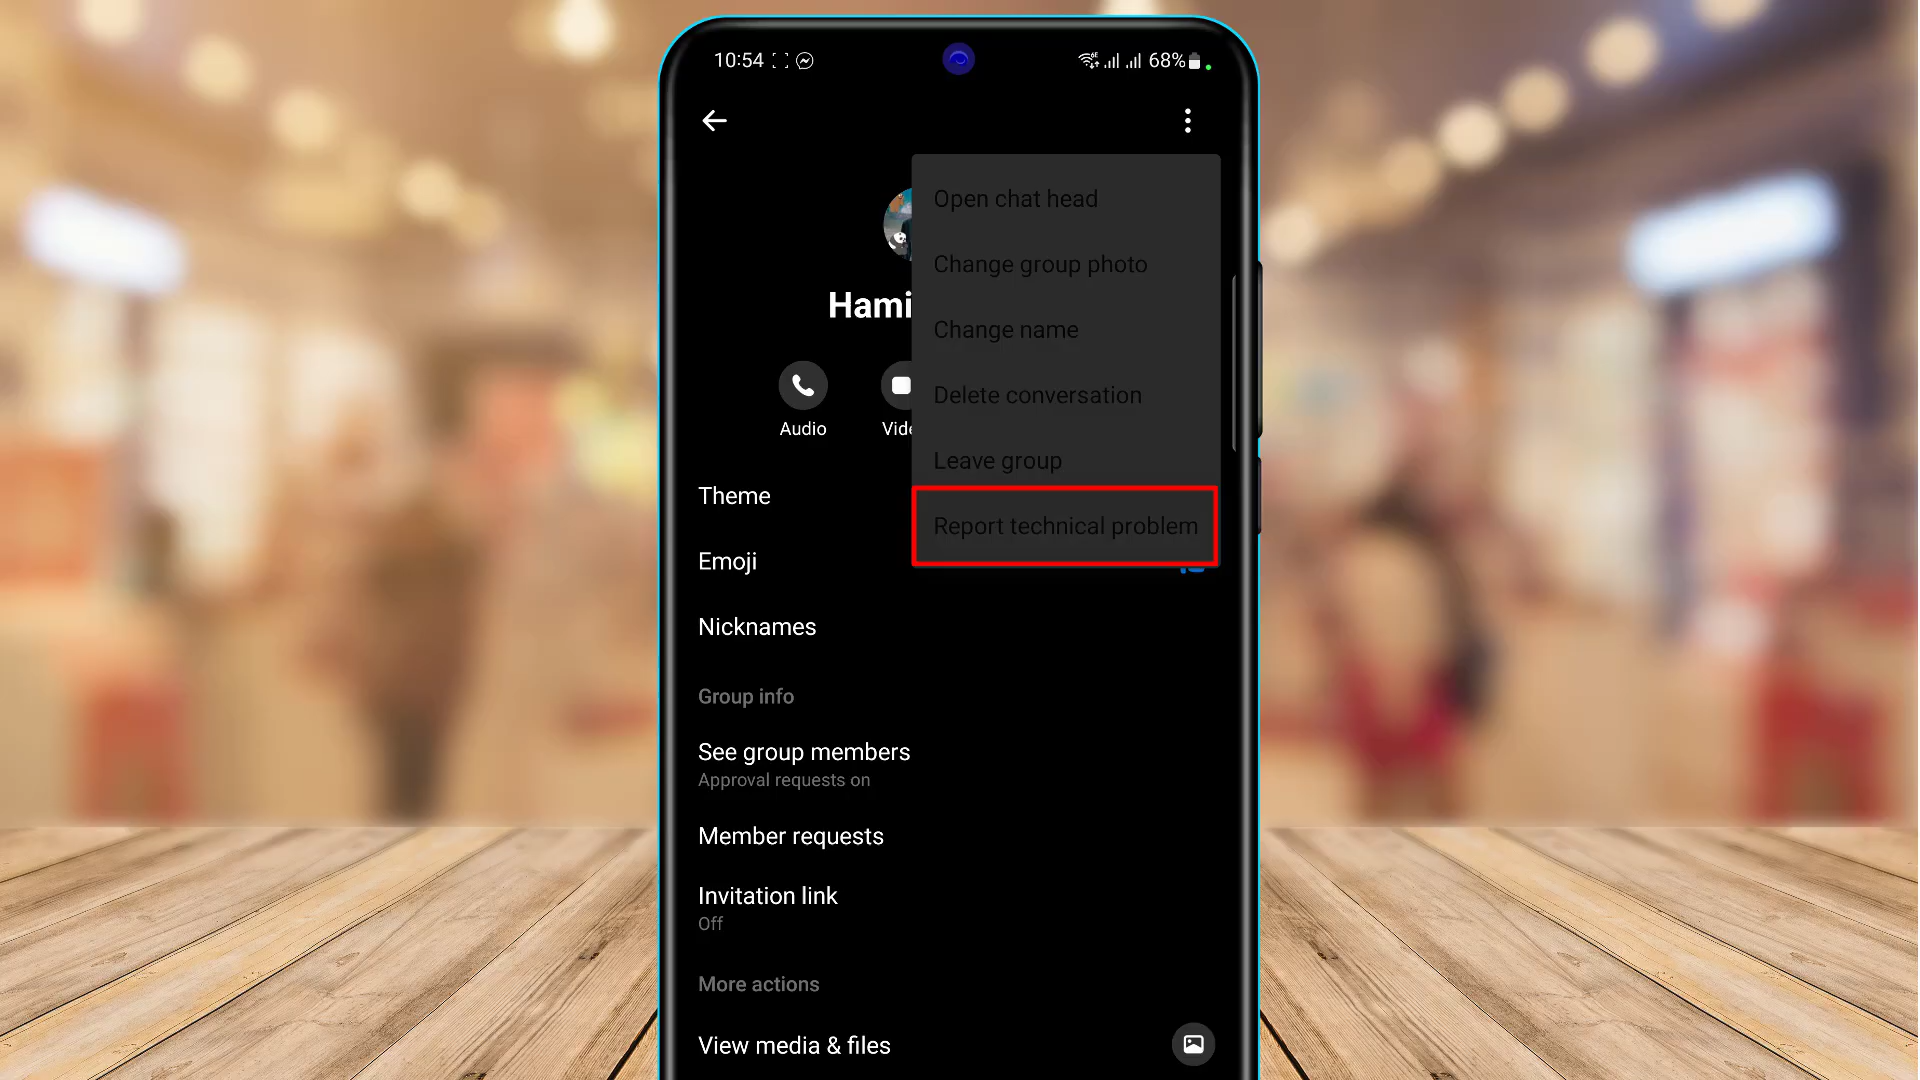 10:54
68%
Open chat head
Change group photo
Hami
Change name
Delete conversation
Audio
Leave group
Theme
Report technical problem
Emoji
Nicknames
Group info
See group members
Approval requests on
Member requests
Invitation link
Off
More actions
View media & files